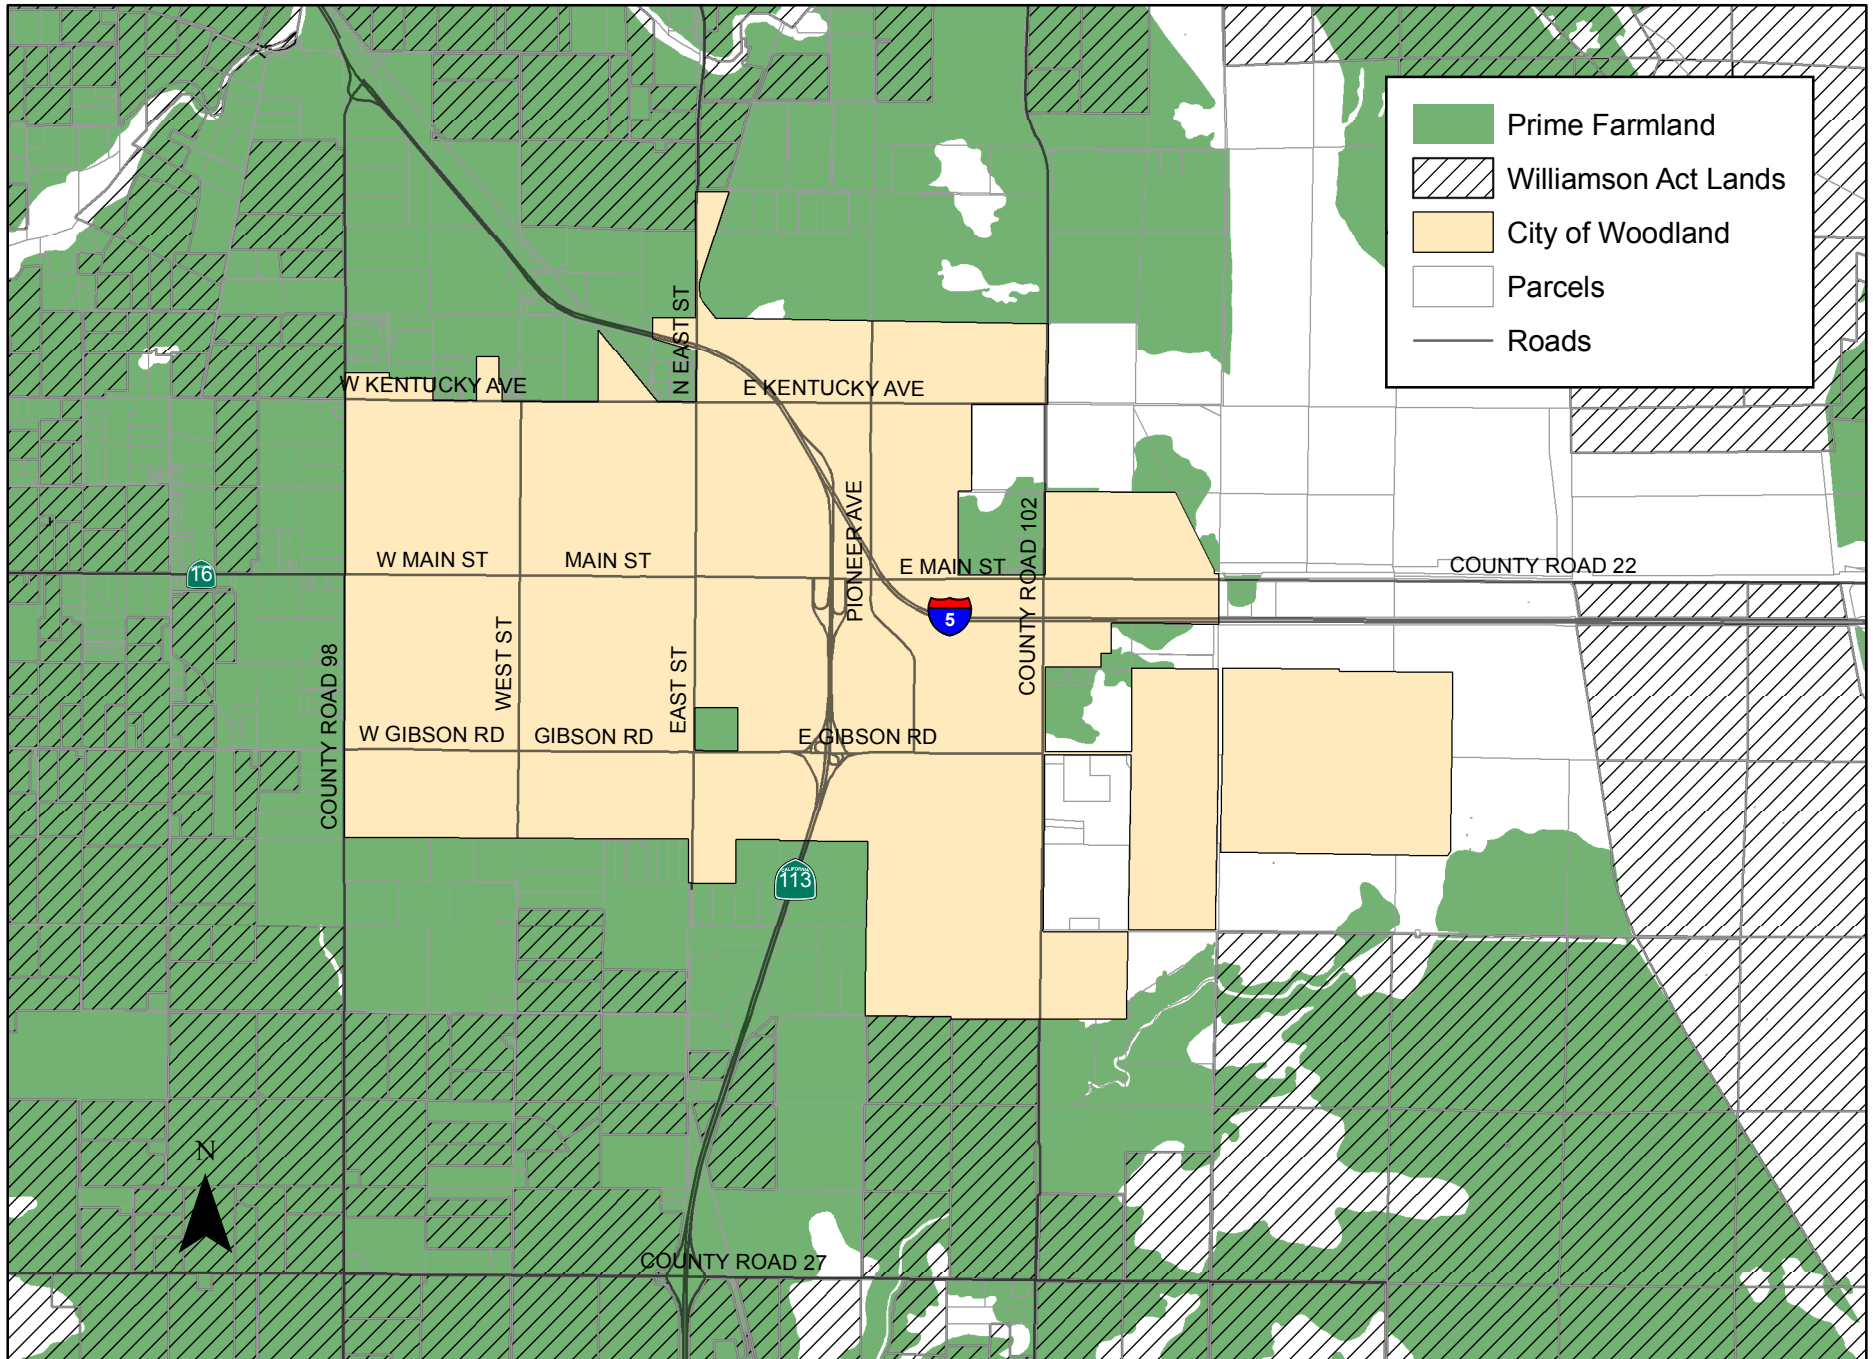 Prime Farmland
Williamson Act Lands
City of Woodland
Parcels
Roads
N EAST ST
W KENTUCKY AVE
E KENTUCKY AVE
PIONEER AVE
COUNTY ROAD 102
W MAIN ST
MAIN ST
E MAIN ST
COUNTY ROAD 22
16
5
COUNTY ROAD 98
WEST ST
EAST ST
W GIBSON RD
GIBSON RD
E GIBSON RD
CALIFORNIA
113
N
COUNTY ROAD 27